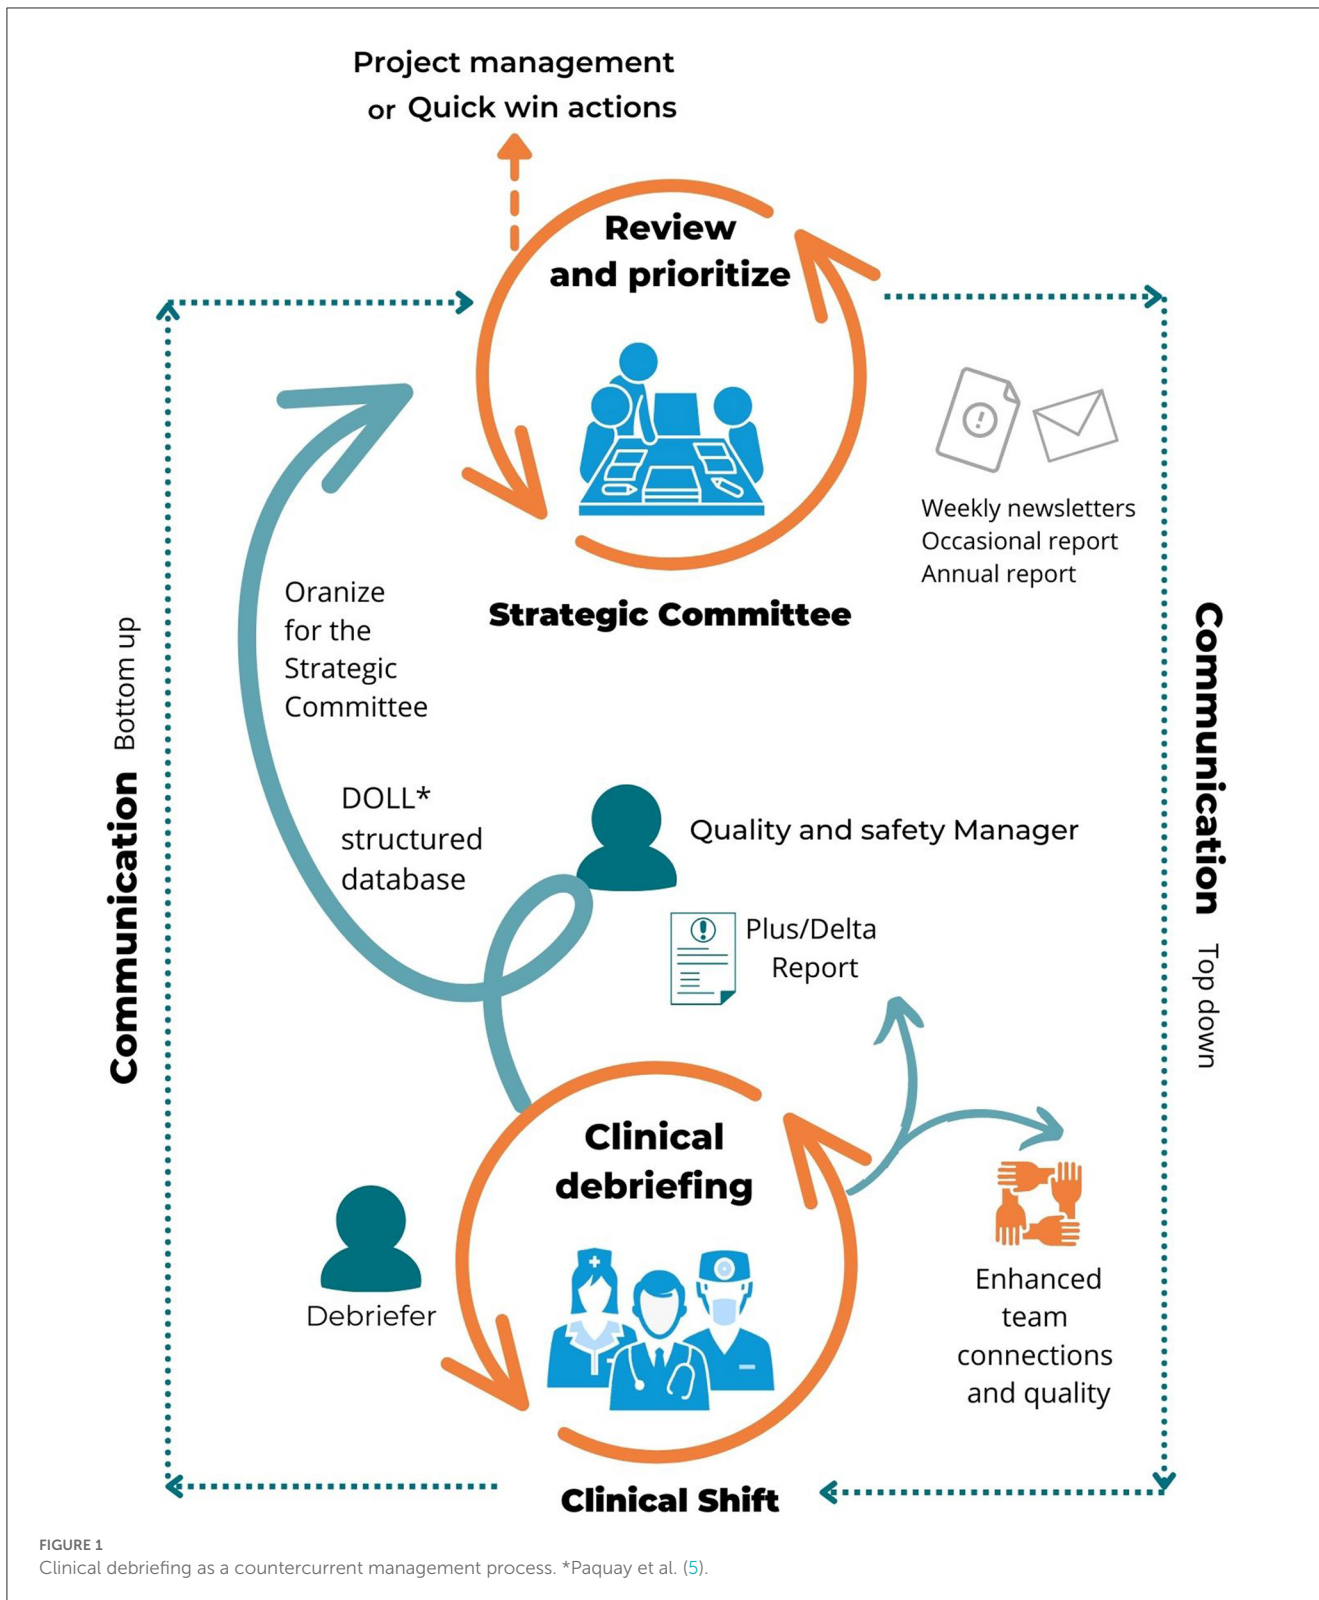 Project management
or Quick win actions
Review
and prioritize
Weekly newsletters
Occasional report
Annual report
Strategic Committee
Oranize
for the
Strategic
Committee
Communication Bottom up
Communication Top down
DOLL*
structured
database
Quality and safety Manager
Plus/Delta
Report
Clinical
debriefing
Debriefer
Enhanced
team
connections
and quality
Clinical Shift
FIGURE 1
Clinical debriefing as a countercurrent management process. *Paquay et al. (5).